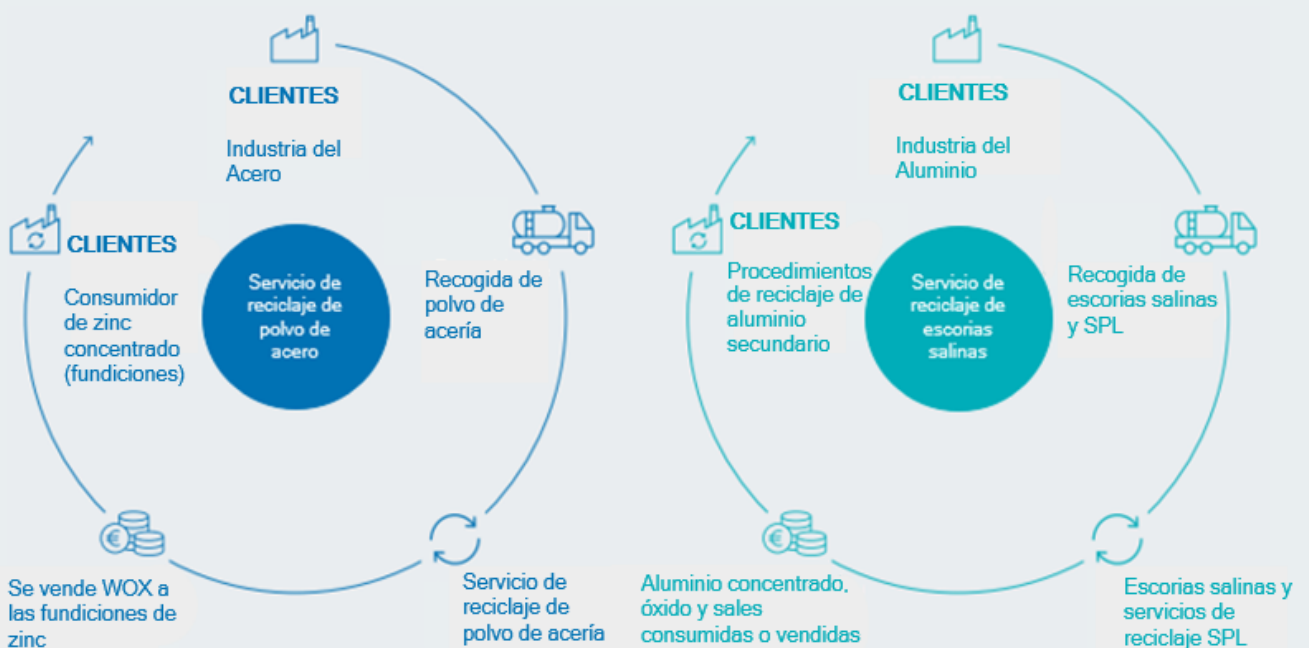 CLIENTES
Industria del
Acero
Recogida de
polvo de
acería
Servicio de
reciclaje de
polvo de acería
Se vende WOX a
las fundiciones de
zinc
CLIENTES
Consumidor
de zinc
concentrado
(fundiciones)
Servicio de
reciclaje de
polvo de
acero
CLIENTES
Industria del
Aluminio
Recogida de
escorias salinas
y SPL
Escorias salinas y
servicios de
reciclaje SPL
Aluminio concentrado,
óxido y sales
consumidas o vendidas
CLIENTES
Procedimientos
de reciclaje de
aluminio
secundario
Servicio de
reciclaje de
escorias
salinas